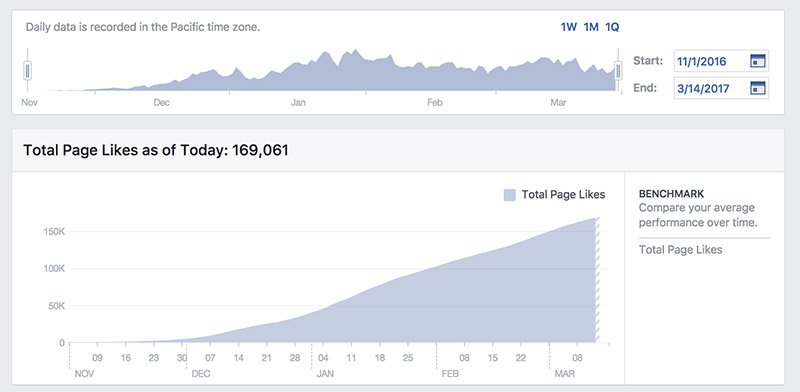 Daily data is recorded in the Pacific time zone.
1W 1M 1Q
Start: 11/1/2016
End: 3/14/2017
Nov Dec Jan Feb Mar
Total Page Likes as of Today: 169,061
Total Page Likes
BENCHMARK
Compare your average
performance over time.
Total Page Likes
150K
100K
50K
0
09 16 23 30 07 14 21 28 04 11 18 25 08 15 22 08
NOV DEC JAN FEB MAR